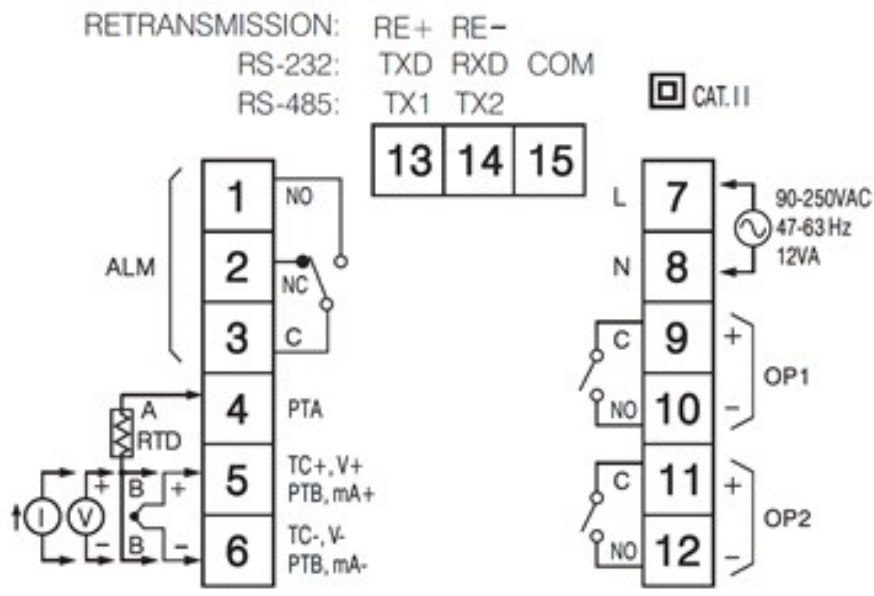 RETRANSMISSION: RE+ RE-
RS-232: TXD RXD COM
RS-485: TX1 TX2
CAT.II
13 14 15
1 NO
ALM 2 NC
3 C
4 PTA
A
RTD
5 TC+, V+
PTB, mA+
6 TC-, V-
PTB, mA-
I V + B +
- B -
L 7
N 8
90-250VAC
47-63 Hz
12VA
C 9 +
OP1
NO 10 -
C 11 +
OP2
NO 12 -